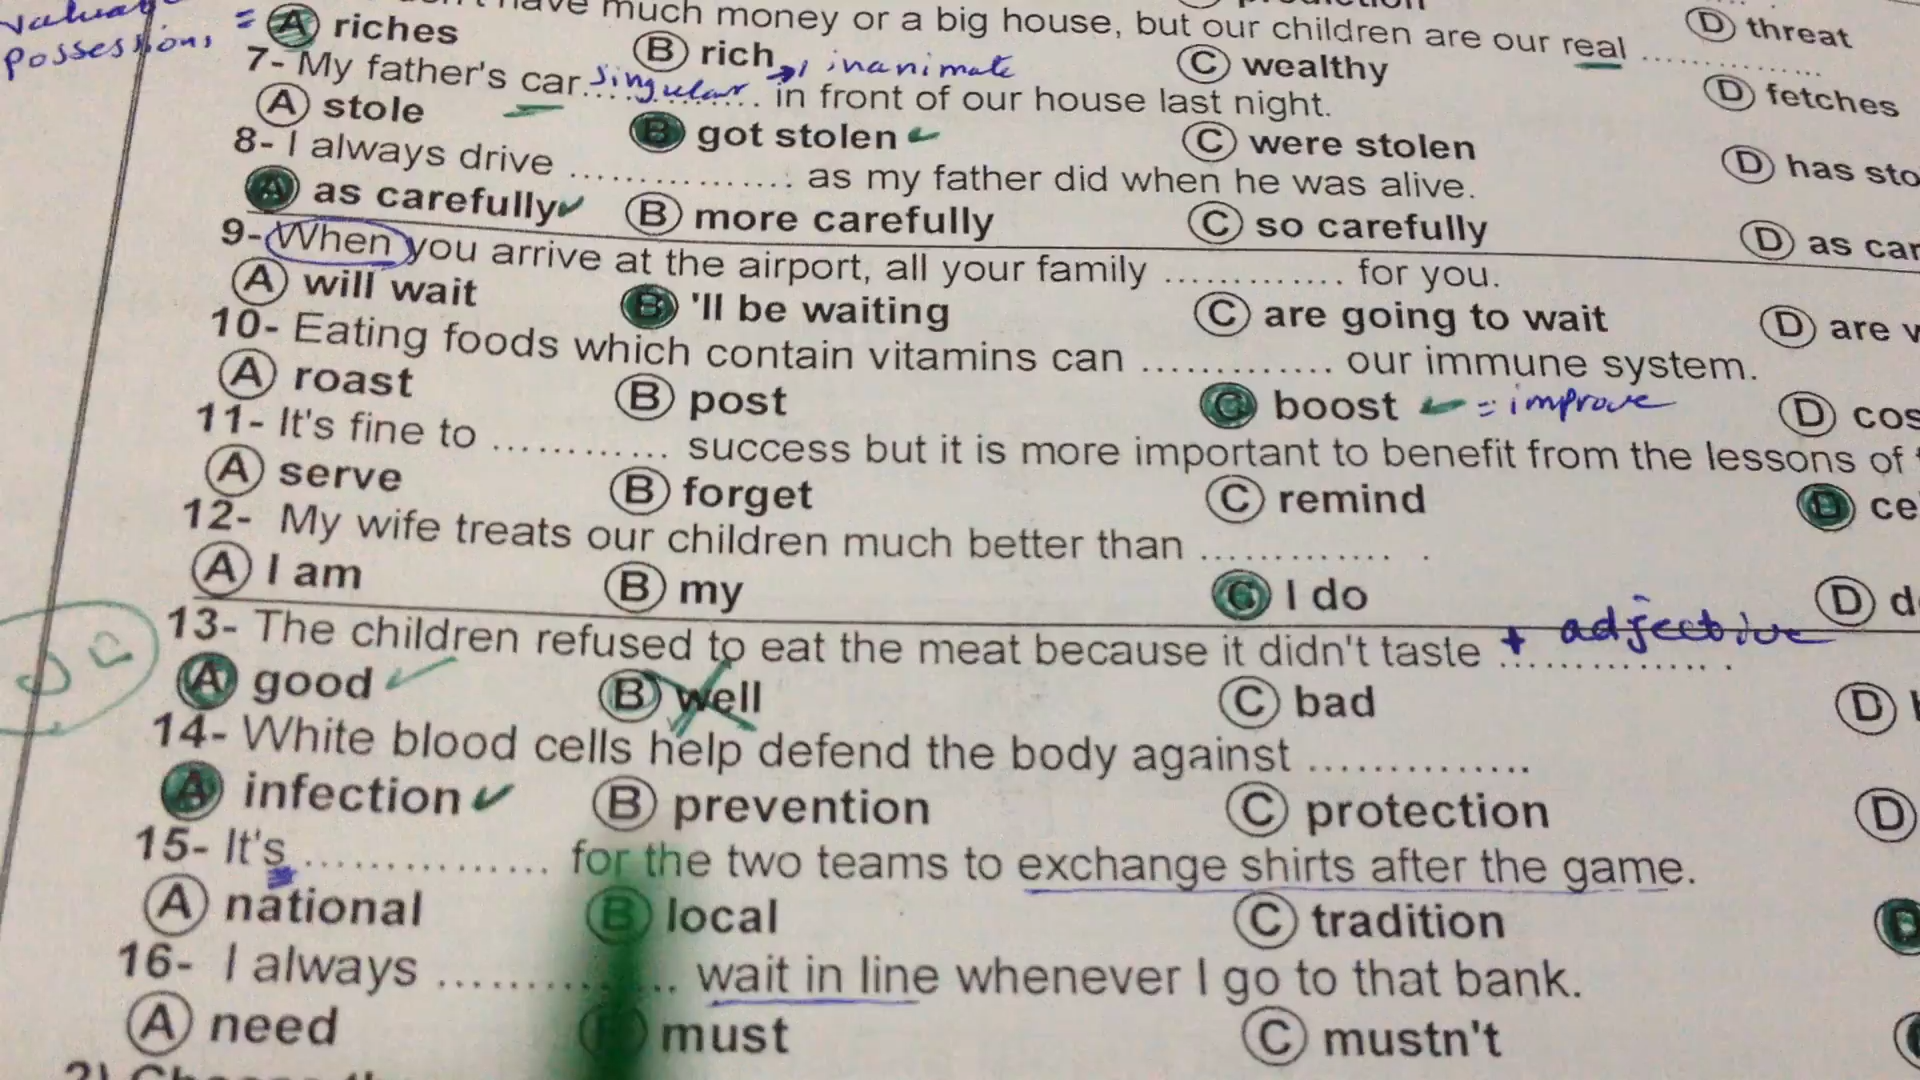 have much money or a big house, but our children are our real ..............
possessions = A riches B rich C wealthy D threat
7- My father's car singular → inanimate in front of our house last night. D fetches
A stole B got stolen C were stolen
8- I always drive ................ as my father did when he was alive. D has sto
A as carefully B more carefully C so carefully D as car
9- When you arrive at the airport, all your family ............. for you.
A will wait B 'll be waiting C are going to wait D are
10- Eating foods which contain vitamins can ............. our immune system.
A roast B post C boost = improve D cos
11- It's fine to ............ success but it is more important to benefit from the lessons of
A serve B forget C remind D ce
12- My wife treats our children much better than ............. .
A I am B my C I do D d
13- The children refused to eat the meat because it didn't taste + adjective .............. .
A good B well C bad D
14- White blood cells help defend the body against ..............
A infection B prevention C protection D
15- It's ................ for the two teams to exchange shirts after the game.
A national B local C tradition D
16- I always ............... wait in line whenever I go to that bank.
A need B must C mustn't